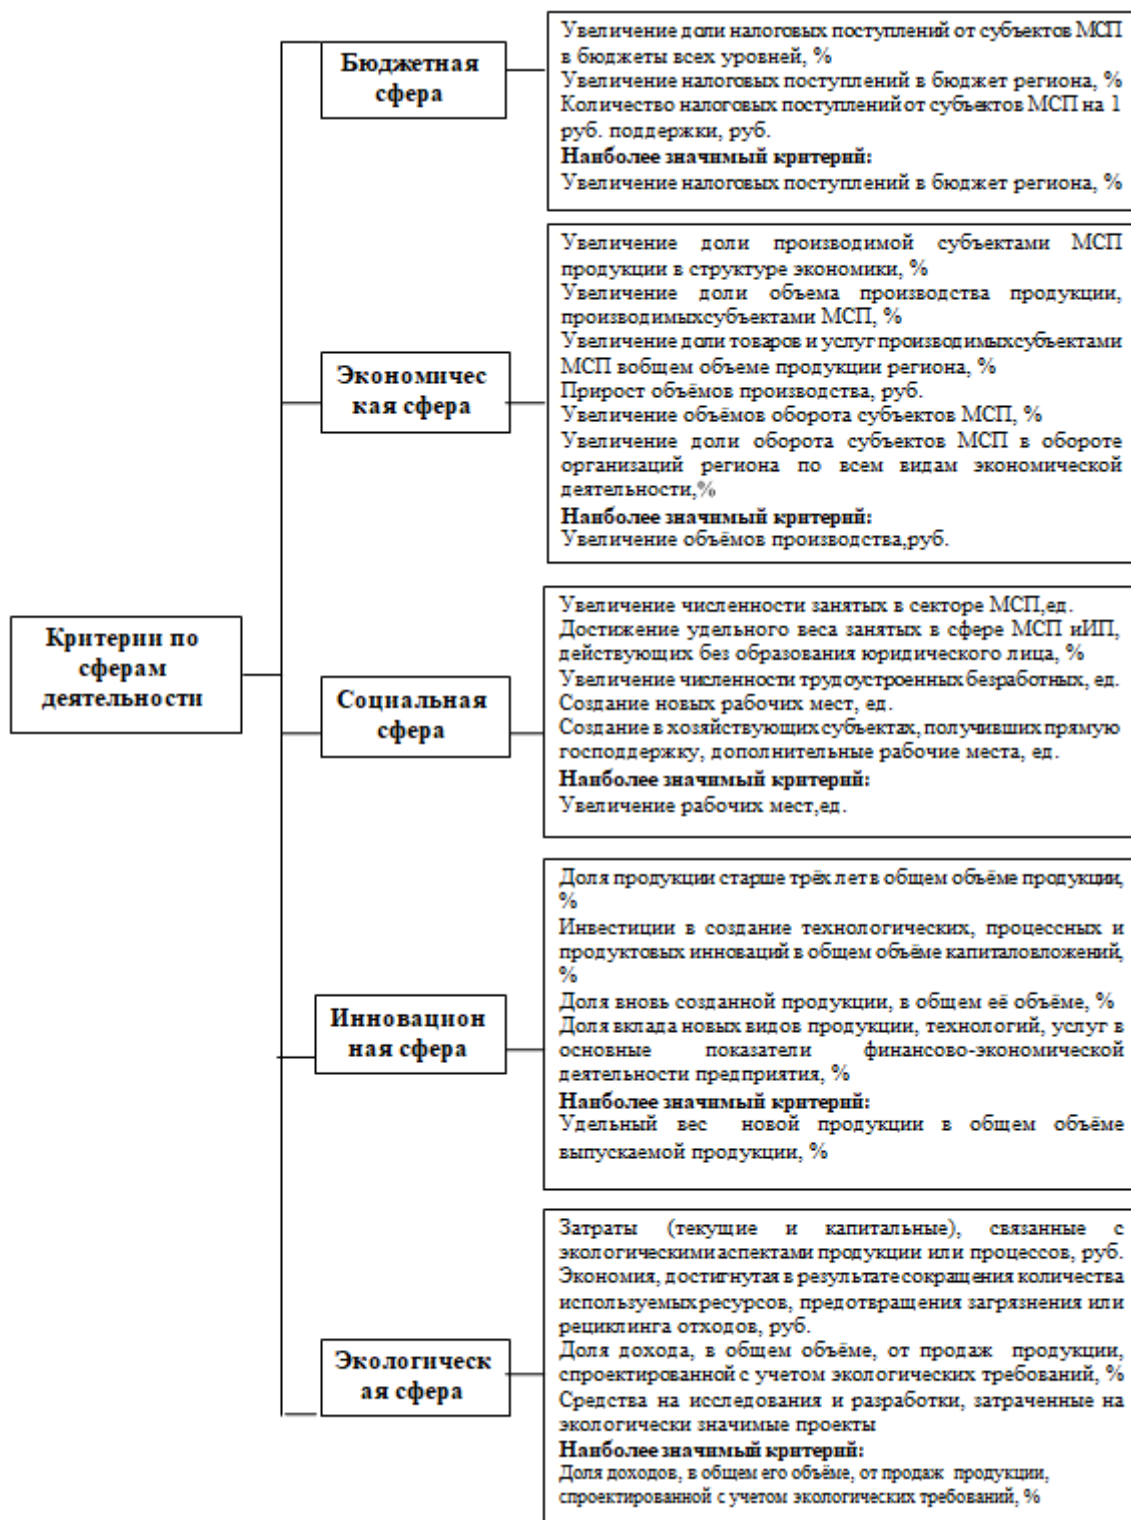 Критерии по
сферам
деятельности
Бюджетная
сфера
Увеличение доли налоговых поступлений от субъектов МСП
в бюджеты всех уровней, %
Увеличение налоговых поступлений в бюджет региона, %
Количество налоговых поступлений от субъектов МСП на 1
руб. поддержки, руб.
Наиболее значимый критерий:
Увеличение налоговых поступлений в бюджет региона, %
Экономичес
кая сфера
Увеличение доли производимой субъектами МСП
продукции в структуре экономики, %
Увеличение доли объема производства продукции,
производимыхсубъектами МСП, %
Увеличение доли товаров и услуг производимыхсубъектами
МСП вобщем объеме продукции региона, %
Прирост объёмов производства, руб.
Увеличение объёмов оборота субъектов МСП, %
Увеличение доли оборота субъектов МСП в обороте
организаций региона по всем видам экономической
деятельности,%
Наиболее значимый критерий:
Увеличение объёмов производства,руб.
Социальная
сфера
Увеличение численности занятых в секторе МСП,ед.
Достижение удельного веса занятых в сфере МСП иИП,
действующих без образования юридического лица, %
Увеличение численности трудоустроенных безработных, ед.
Создание новых рабочих мест, ед.
Создание в хозяйствующих субъектах, получивших прямую
господдержку, дополнительные рабочие места, ед.
Наиболее значимый критерий:
Увеличение рабочих мест,ед.
Инновацион
ная сфера
Доля продукции старше трёх лет в общем объёме продукции,
%
Инвестиции в создание технологических, процессных и
продуктовых инноваций в общем объёме капиталовложений,
%
Доля вновь созданной продукции, в общем её объёме, %
Доля вклада новых видов продукции, технологий, услуг в
основные показатели финансово-экономической
деятельности предприятия, %
Наиболее значимый критерий:
Удельный вес новой продукции в общем объёме
выпускаемой продукции, %
Экологическ
ая сфера
Затраты (текущие и капитальные), связанные с
экологическимиаспектами продукции или процессов, руб.
Экономия, достигнутая в результате сокращения количества
используемых ресурсов, предотвращения загрязнения или
рециклинга отходов, руб.
Доля дохода, в общем объёме, от продаж продукции,
спроектированной с учетом экологических требований, %
Средства на исследования и разработки, затраченные на
экологически значимые проекты
Наиболее значимый критерий:
Доля доходов, в общем его объёме, от продаж продукции,
спроектированной с учетом экологических требований, %